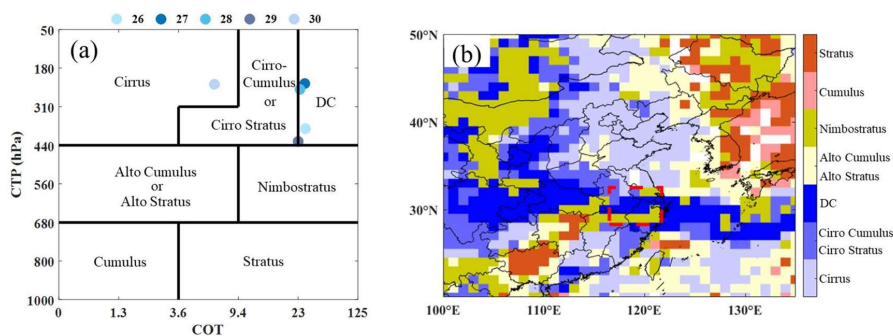 26 27 28 29 30
(a)
50
180
310
440
560
680
800
1000
CTP (hPa)
0 1.3 3.6 9.4 23 125
COT
Cirrus
Cirro-
Cumulus
or
Cirro Stratus
DC
Alto Cumulus
or
Alto Stratus
Nimbostratus
Cumulus
Stratus
(b)
50°N
40°N
30°N
100°E 110°E 120°E 130°E
Stratus
Cumulus
Nimbostratus
Alto Cumulus
Alto Stratus
DC
Cirro Cumulus
Cirro Stratus
Cirrus